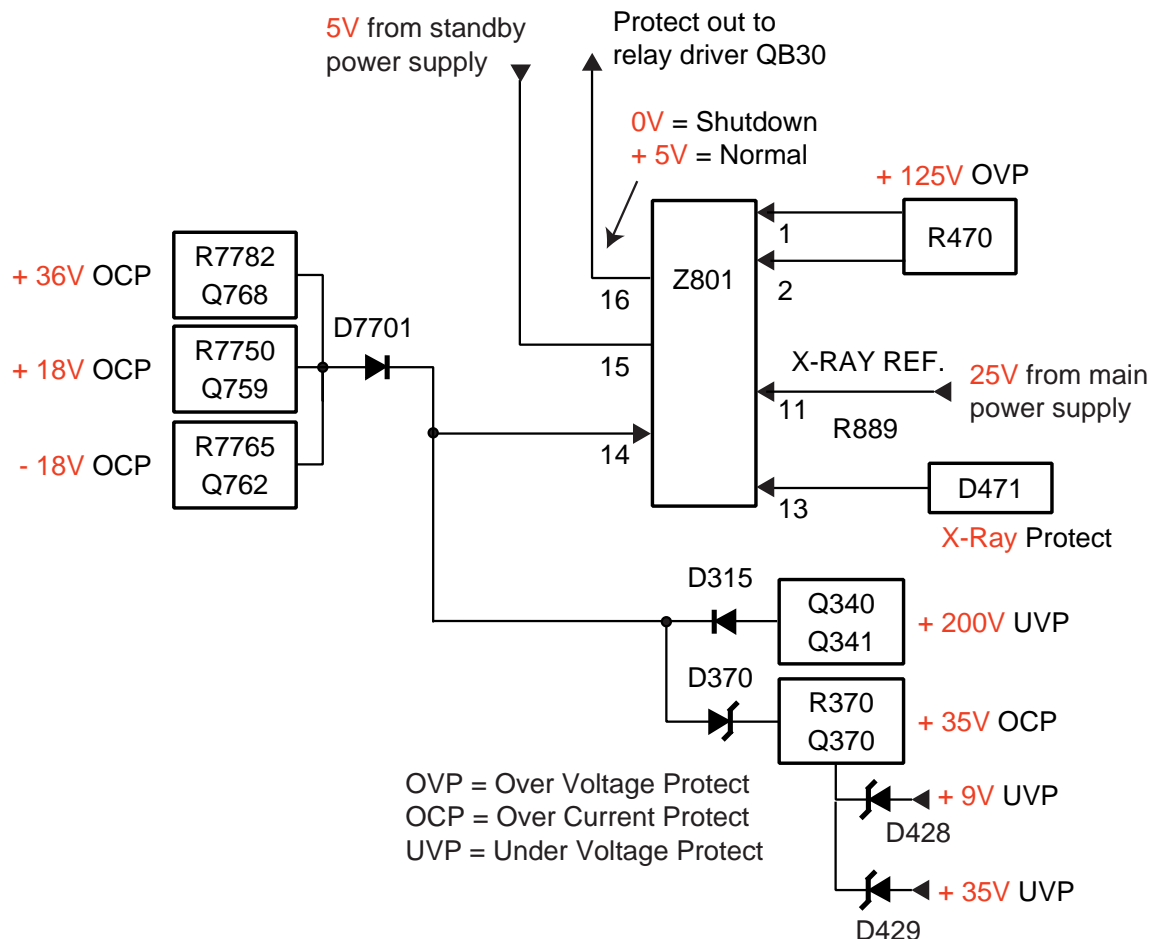 5V from standby
power supply
Protect out to
relay driver QB30
0V = Shutdown
+ 5V = Normal
+ 125V OVP
R470
1
2
Z801
16
15
14
X-RAY REF.
11
R889
25V from main
power supply
13
D471
X-Ray Protect
+ 36V OCP
R7782
Q768
D7701
+ 18V OCP
R7750
Q759
- 18V OCP
R7765
Q762
D315
Q340
Q341
+ 200V UVP
D370
R370
Q370
+ 35V OCP
OVP = Over Voltage Protect
OCP = Over Current Protect
UVP = Under Voltage Protect
+ 9V UVP
D428
+ 35V UVP
D429